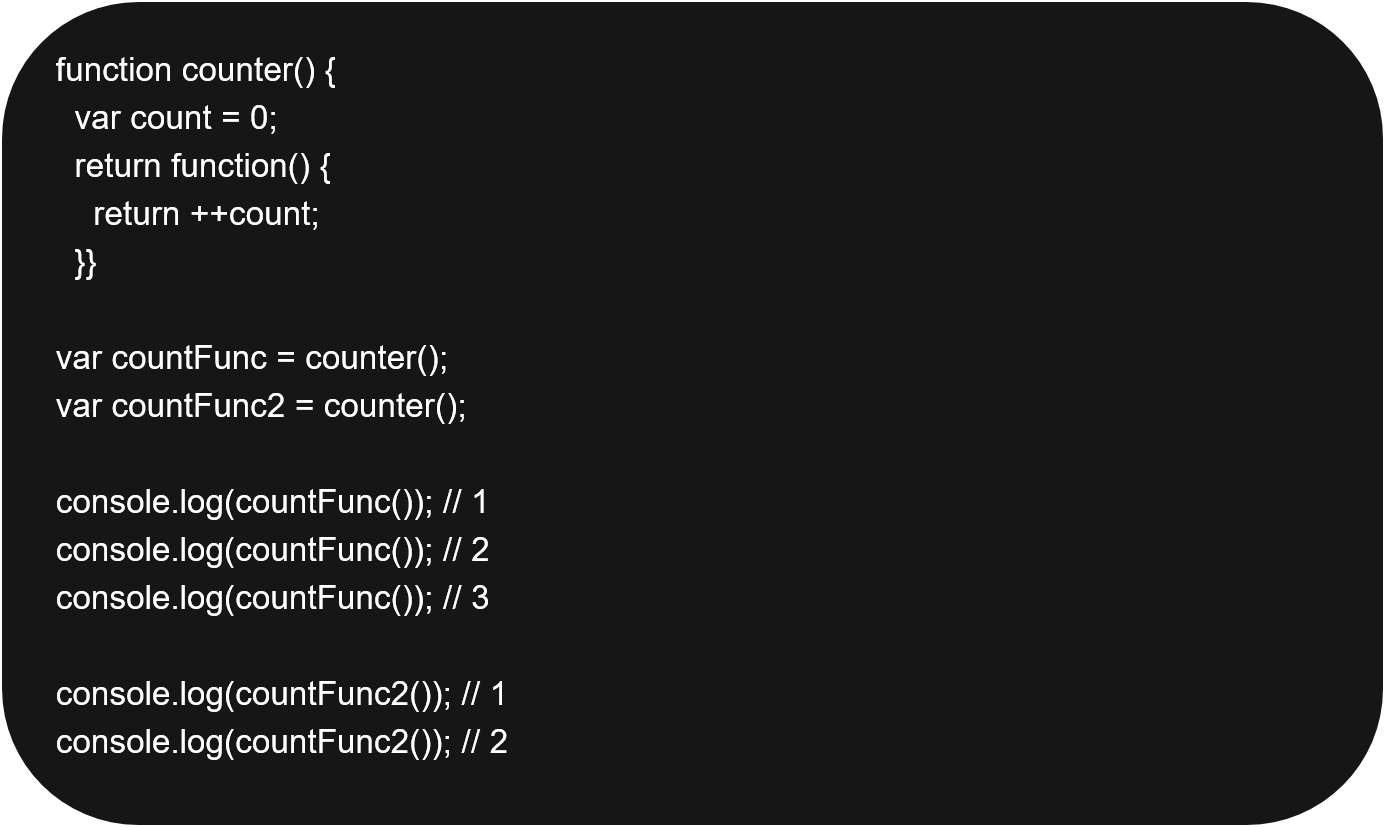 function counter() {
  var count = 0;
  return function() {
    return ++count;
  }}

var countFunc = counter();
var countFunc2 = counter();

console.log(countFunc()); // 1
console.log(countFunc()); // 2
console.log(countFunc()); // 3

console.log(countFunc2()); // 1
console.log(countFunc2()); // 2